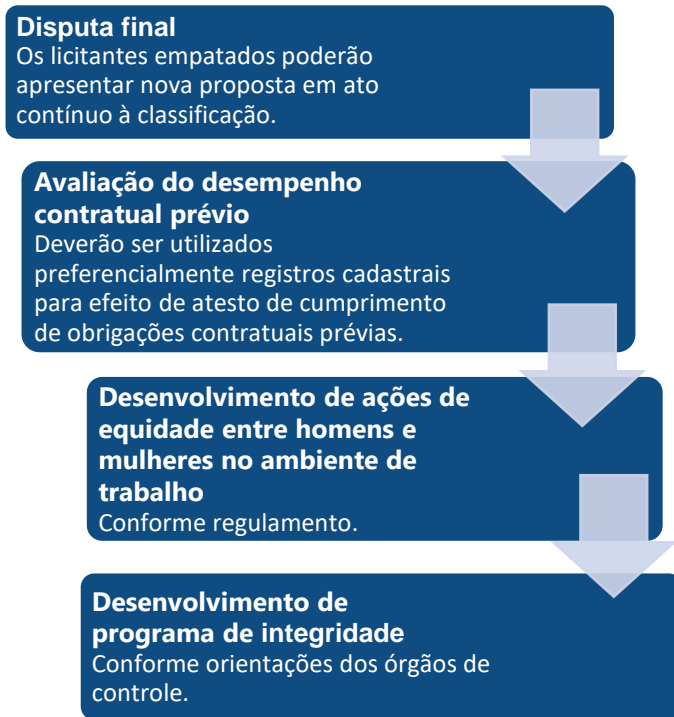 Disputa final
Os licitantes empatados poderão
apresentar nova proposta em ato
contínuo à classificação.
Avaliação do desempenho
contratual prévio
Deverão ser utilizados
preferencialmente registros cadastrais
para efeito de atesto de cumprimento
de obrigações contratuais prévias.
Desenvolvimento de ações de
equidade entre homens e
mulheres no ambiente de
trabalho
Conforme regulamento.
Desenvolvimento de
programa de integridade
Conforme orientações dos órgãos de
controle.